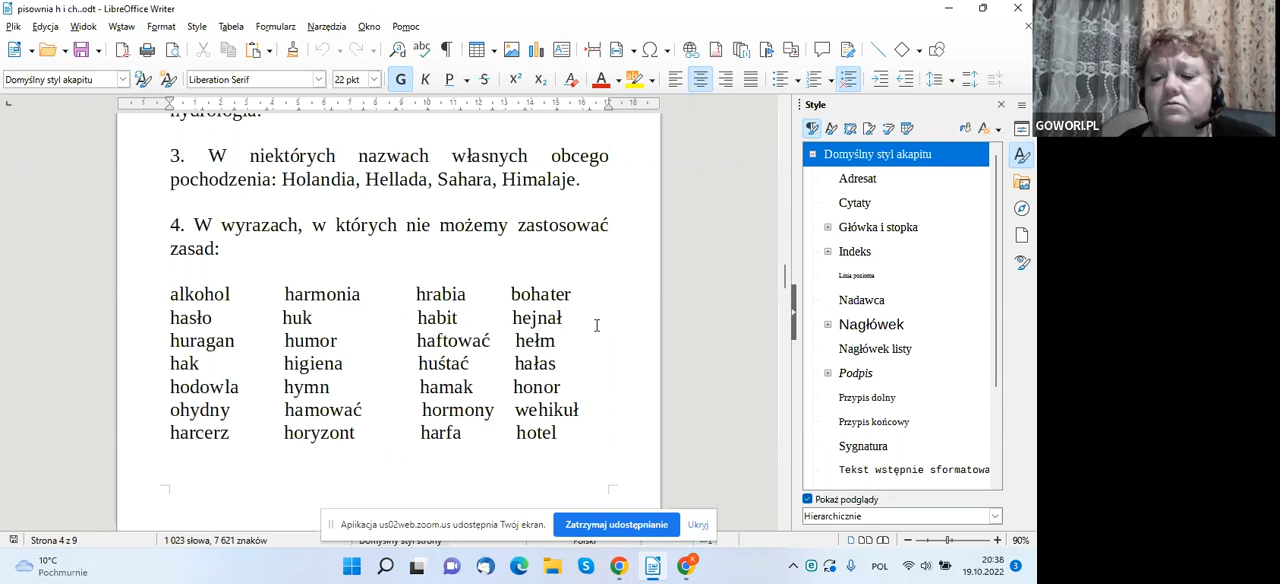 pisownia h i ch..odt - LibreOffice Writer
Plik Edycja Widok Wstaw Format Style Tabela Formularz Narzędzia Okno Pomoc
Domyślny styl akapitu Liberation Serif 22 pkt G K P S
Style
GOWORI.PL
hydrologia.
3. W niektórych nazwach własnych obcego
pochodzenia: Holandia, Hellada, Sahara, Himalaje.
4. W wyrazach, w których nie możemy zastosować
zasad:
alkohol harmonia hrabia bohater
hasło huk habit hejnał
huragan humor haftować hełm
hak higiena huśtać hałas
hodowla hymn hamak honor
ohydny hamować hormony wehikuł
harcerz horyzont harfa hotel
Domyślny styl akapitu
Adresat
Cytaty
Główka i stopka
Indeks
Linia pozioma
Nadawca
Nagłówek
Nagłówek listy
Podpis
Przypis dolny
Przypis końcowy
Sygnatura
Tekst wstępnie sformatowa
Pokaż podglądy
Hierarchicznie
Aplikacja us02web.zoom.us udostępnia Twój ekran. Zatrzymaj udostępnianie Ukryj
Strona 4 z 9 1 023 słowa, 7 621 znaków Domyślny styl strony Polski 90%
10°C
Pochmurnie
POL
20:38
19.10.2022
3